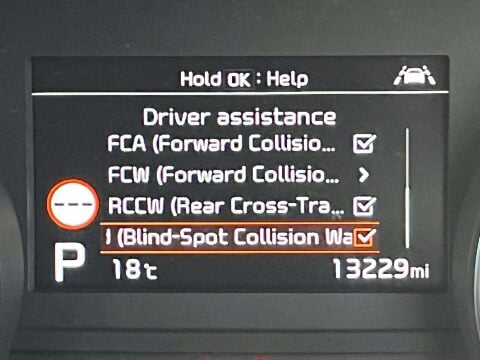 Hold OK : Help
Driver assistance
FCA (Forward Collisio...
FCW (Forward Collisio...
RCCW (Rear Cross-Tra...
(Blind-Spot Collision Wa
P 18°C 13229mi